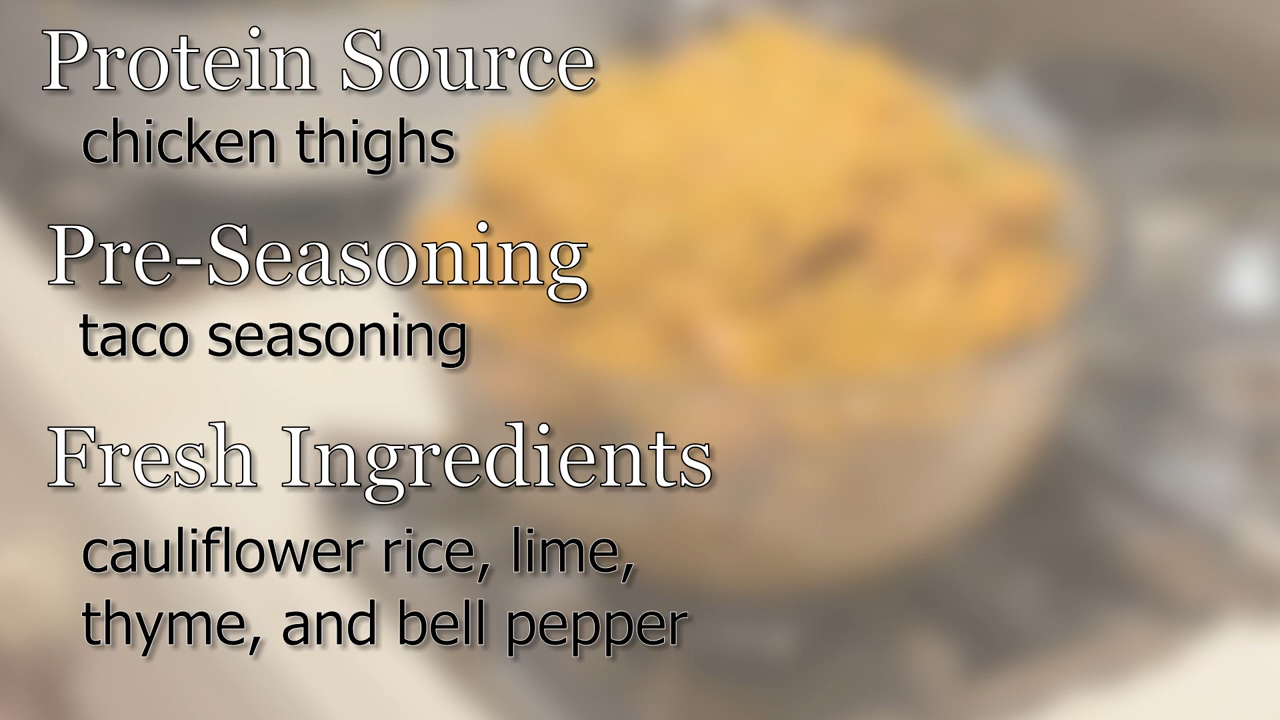 Protein Source
chicken thighs
Pre-Seasoning
taco seasoning
Fresh Ingredients
cauliflower rice, lime,
thyme, and bell pepper